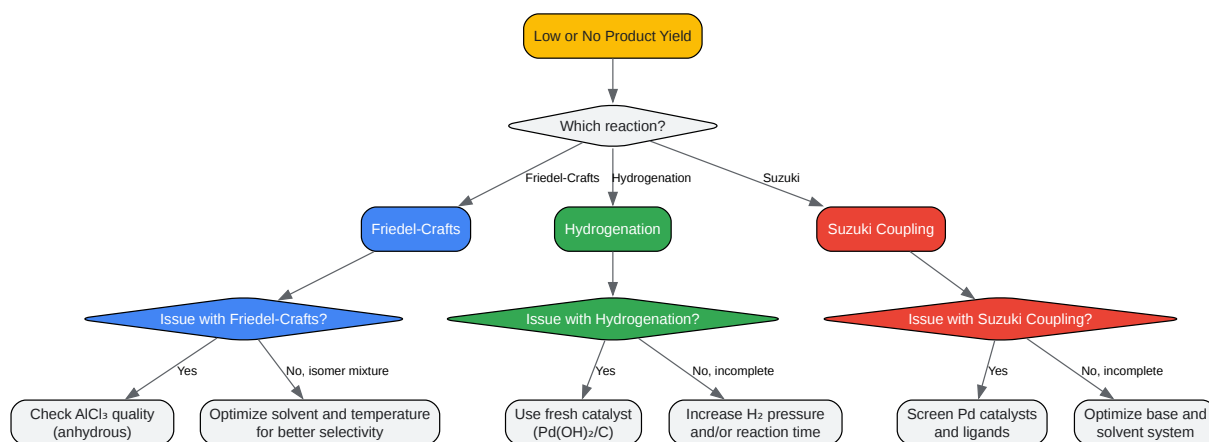 Low or No Product Yield
Which reaction?
Friedel-Crafts
Hydrogenation
Suzuki
Friedel-Crafts
Hydrogenation
Suzuki Coupling
Issue with Friedel-Crafts?
Issue with Hydrogenation?
Issue with Suzuki Coupling?
Yes
No, isomer mixture
Yes
No, incomplete
Yes
No, incomplete
Check AlCl₃ quality
(anhydrous)
Optimize solvent and temperature
for better selectivity
Use fresh catalyst
(Pd(OH)₂/C)
Increase H₂ pressure
and/or reaction time
Screen Pd catalysts
and ligands
Optimize base and
solvent system